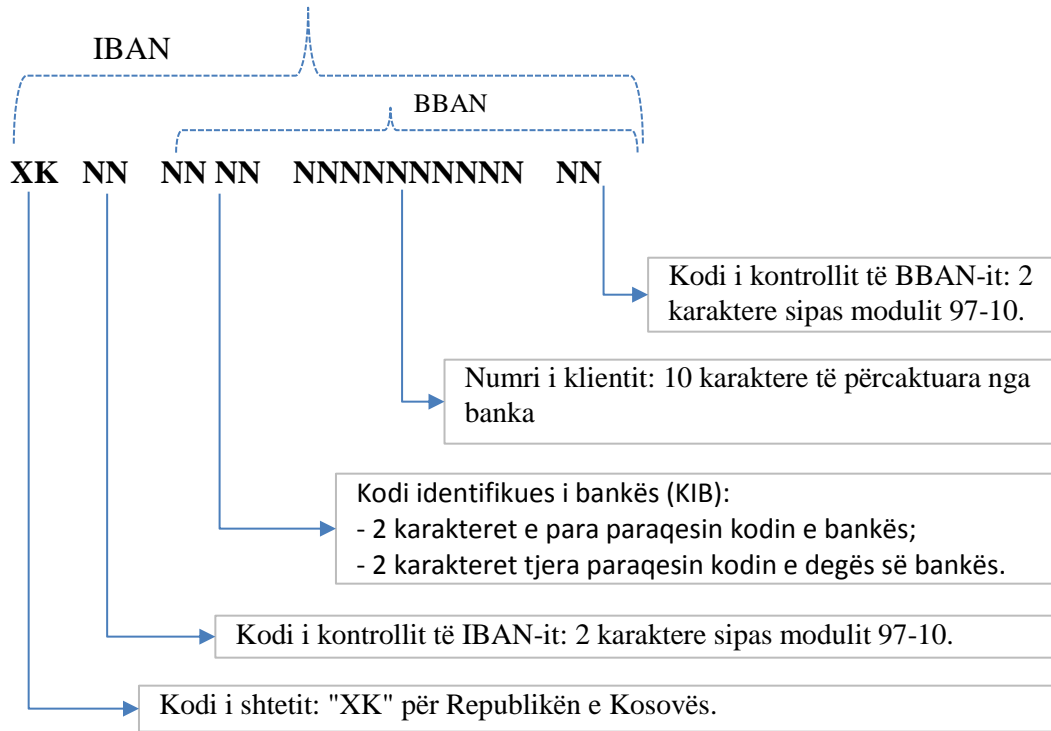 IBAN
BBAN
XK NN NN NN NNNNNNNNNN NN
Kodi i kontrollit të BBAN-it: 2
karaktere sipas modulit 97-10.
Numri i klientit: 10 karaktere të përcaktuara nga
banka
Kodi identifikues i bankës (KIB):
- 2 karakteret e para paraqesin kodin e bankës;
- 2 karakteret tjera paraqesin kodin e degës së bankës.
Kodi i kontrollit të IBAN-it: 2 karaktere sipas modulit 97-10.
Kodi i shtetit: "XK" për Republikën e Kosovës.